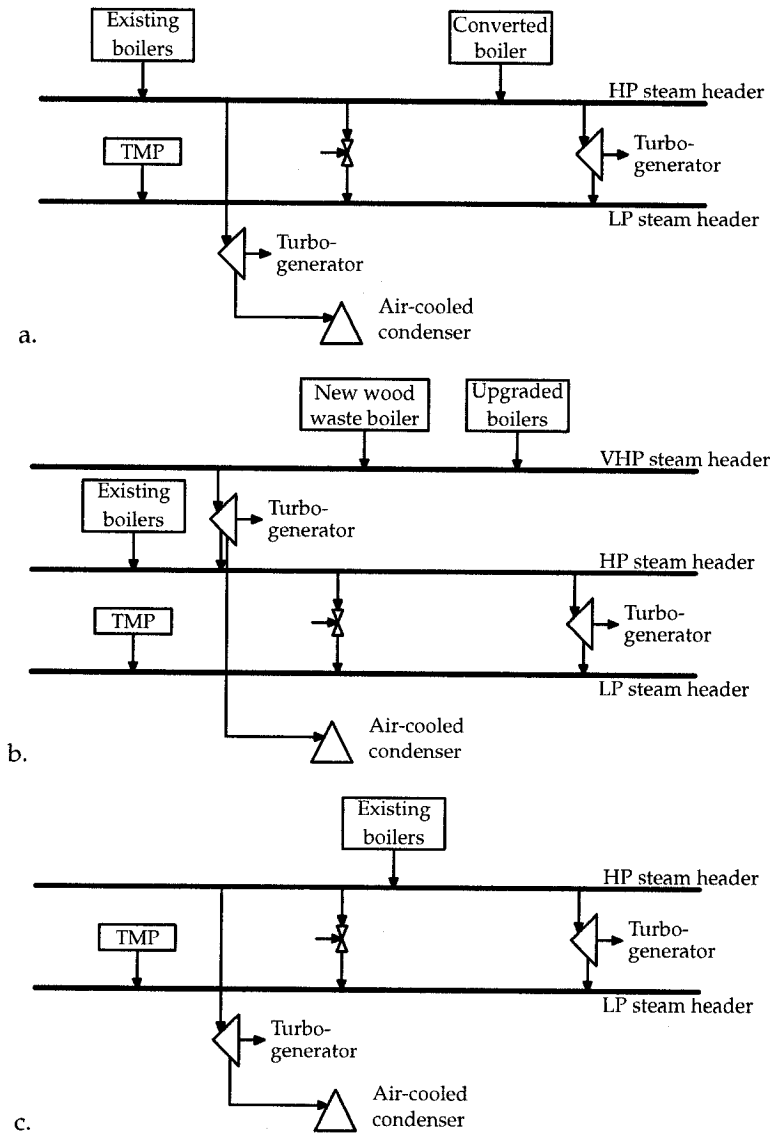 Existing
boilers
Converted
boiler
HP steam header
TMP
Turbo-
generator
LP steam header
Turbo-
generator
Air-cooled
condenser
a.
New wood
waste boiler
Upgraded
boilers
VHP steam header
Existing
boilers
Turbo-
generator
HP steam header
TMP
Turbo-
generator
LP steam header
Air-cooled
condenser
b.
Existing
boilers
HP steam header
TMP
Turbo-
generator
LP steam header
Turbo-
generator
Air-cooled
condenser
c.